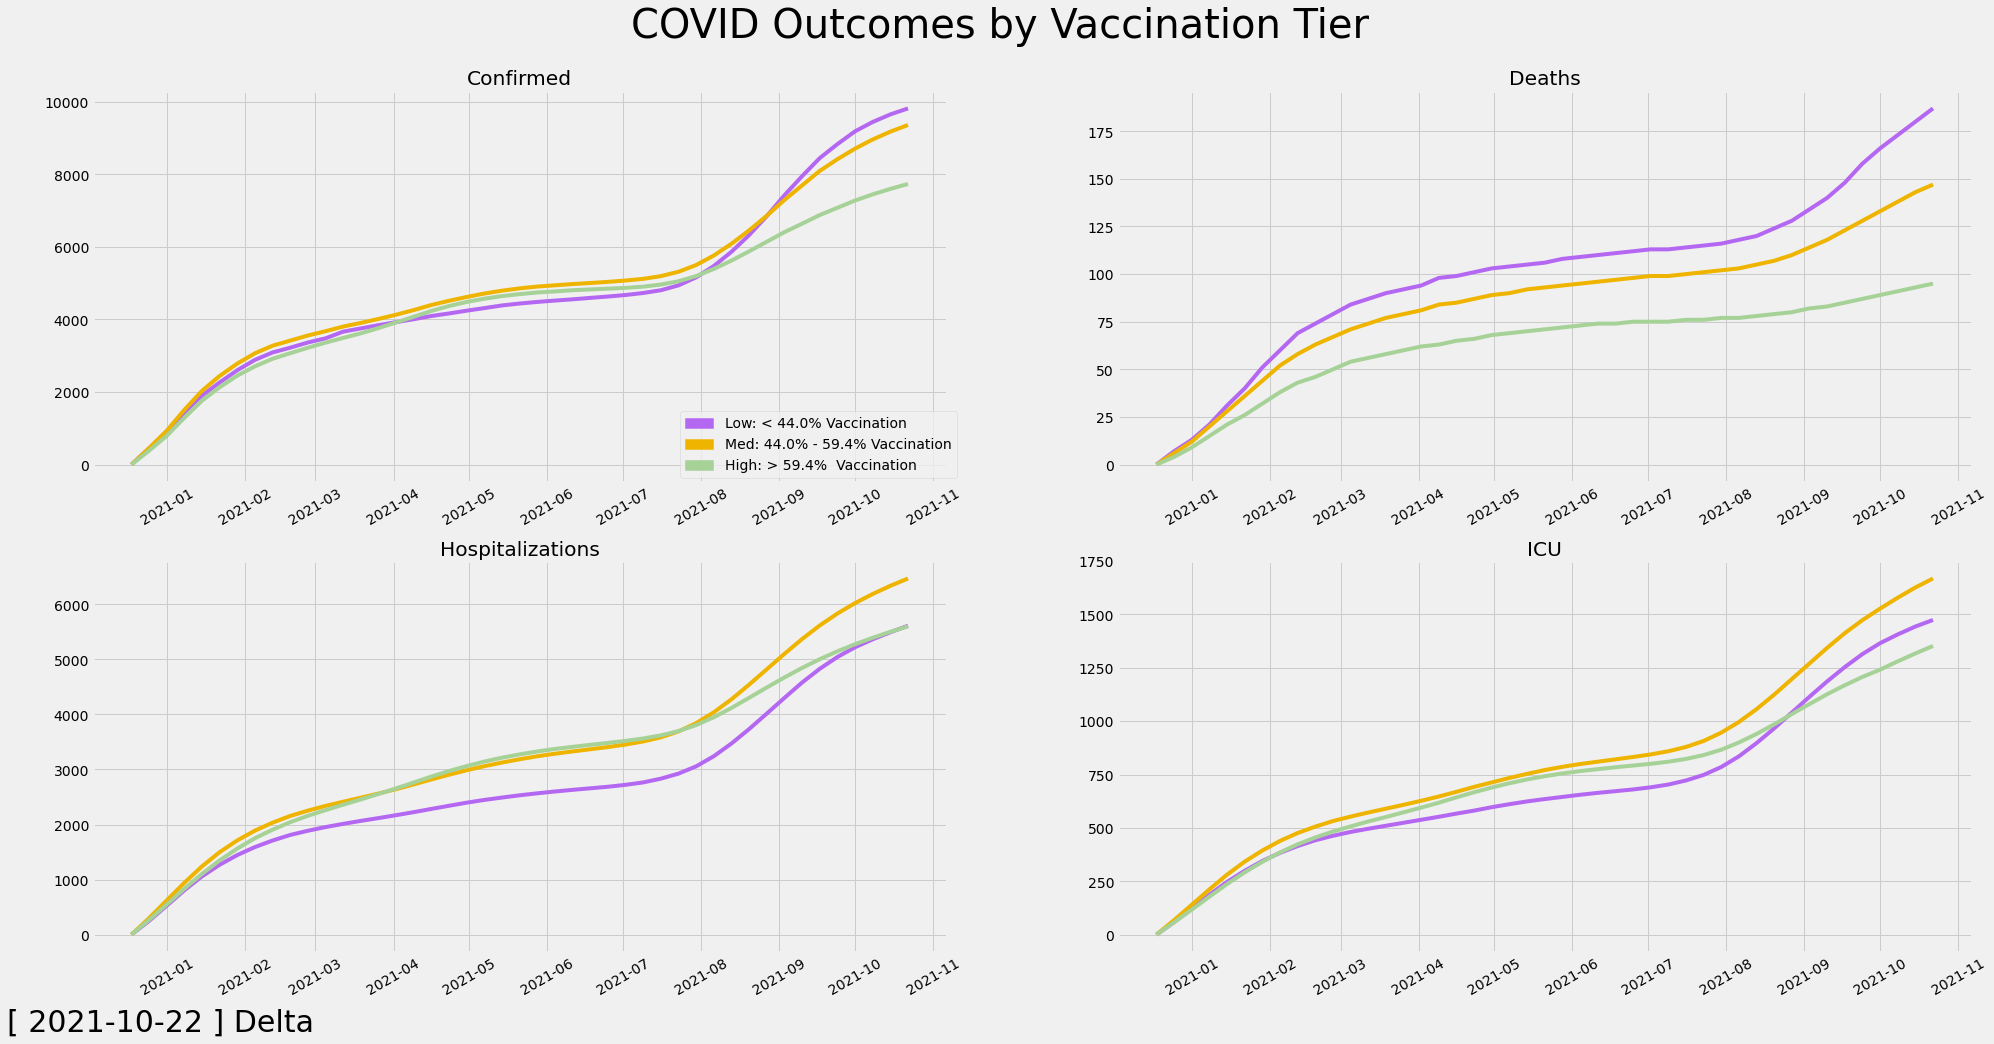 COVID Outcomes by Vaccination Tier
Confirmed
10000
8000
6000
4000
2000
0
Low: < 44.0% Vaccination
Med: 44.0% - 59.4% Vaccination
High: > 59.4%  Vaccination
2021-01 2021-02 2021-03 2021-04 2021-05 2021-06 2021-07 2021-08 2021-09 2021-10 2021-11
Deaths
175
150
125
100
75
50
25
0
2021-01 2021-02 2021-03 2021-04 2021-05 2021-06 2021-07 2021-08 2021-09 2021-10 2021-11
Hospitalizations
6000
5000
4000
3000
2000
1000
0
2021-01 2021-02 2021-03 2021-04 2021-05 2021-06 2021-07 2021-08 2021-09 2021-10 2021-11
ICU
1750
1500
1250
1000
750
500
250
0
2021-01 2021-02 2021-03 2021-04 2021-05 2021-06 2021-07 2021-08 2021-09 2021-10 2021-11
[ 2021-10-22 ] Delta